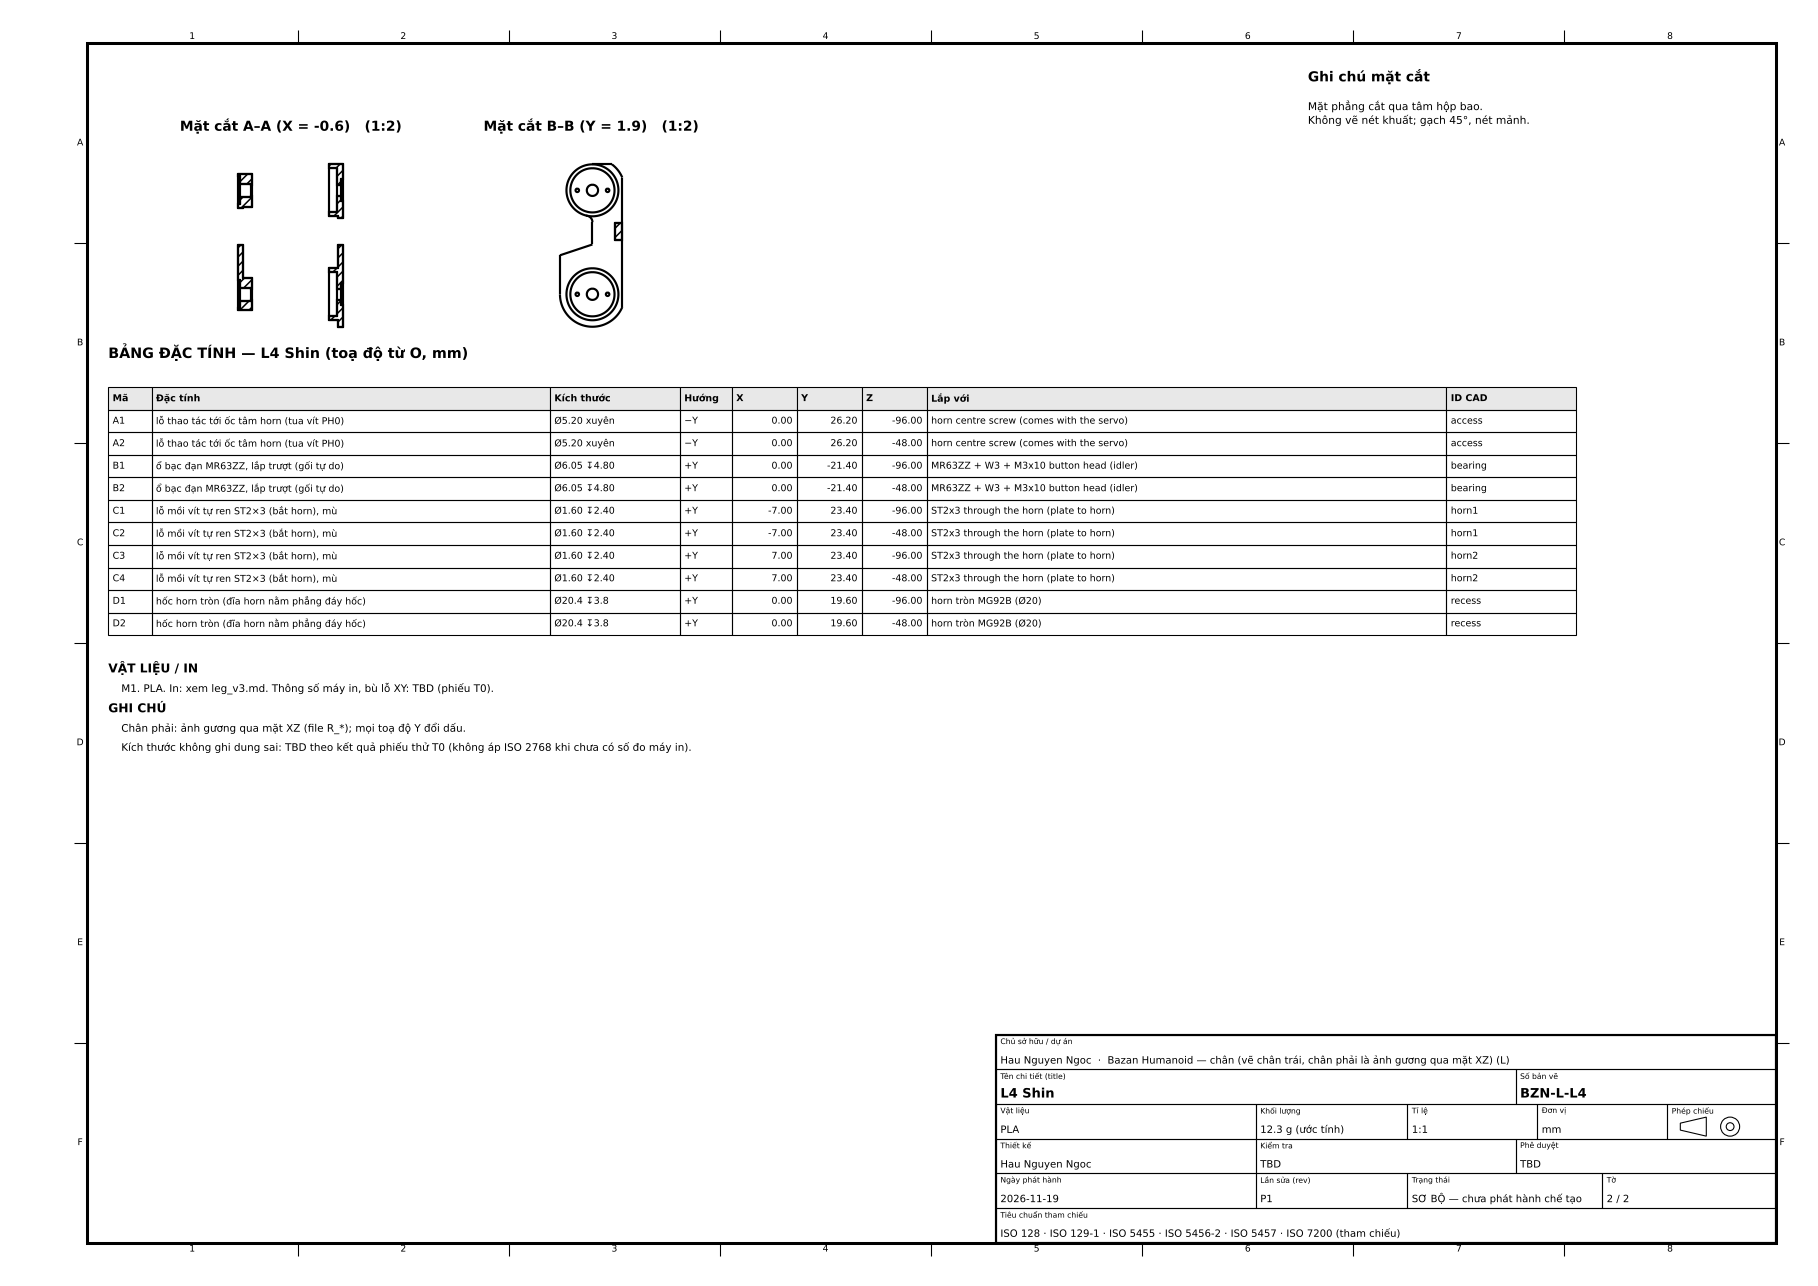 1 2 3 4 5 6 7 8
Ghi chú mặt cắt
Mặt phẳng cắt qua tâm hộp bao.
Không vẽ nét khuất; gạch 45°, nét mảnh.
Mặt cắt A–A (X = -0.6) (1:2) Mặt cắt B–B (Y = 1.9) (1:2)
A A
B B
BẢNG ĐẶC TÍNH — L4 Shin (toạ độ từ O, mm)
Mã Đặc tính Kích thước Hướng X Y Z Lắp với ID CAD
A1 lỗ thao tác tới ốc tâm horn (tua vít PH0) Ø5.20 xuyên −Y 0.00 26.20 -96.00 horn centre screw (comes with the servo) access
A2 lỗ thao tác tới ốc tâm horn (tua vít PH0) Ø5.20 xuyên −Y 0.00 26.20 -48.00 horn centre screw (comes with the servo) access
B1 ổ bạc đạn MR63ZZ, lắp trượt (gối tự do) Ø6.05 ↧4.80 +Y 0.00 -21.40 -96.00 MR63ZZ + W3 + M3x10 button head (idler) bearing
B2 ổ bạc đạn MR63ZZ, lắp trượt (gối tự do) Ø6.05 ↧4.80 +Y 0.00 -21.40 -48.00 MR63ZZ + W3 + M3x10 button head (idler) bearing
C1 lỗ mồi vít tự ren ST2×3 (bắt horn), mù Ø1.60 ↧2.40 +Y -7.00 23.40 -96.00 ST2x3 through the horn (plate to horn) horn1
C2 lỗ mồi vít tự ren ST2×3 (bắt horn), mù Ø1.60 ↧2.40 +Y -7.00 23.40 -48.00 ST2x3 through the horn (plate to horn) horn1
C C
C3 lỗ mồi vít tự ren ST2×3 (bắt horn), mù Ø1.60 ↧2.40 +Y 7.00 23.40 -96.00 ST2x3 through the horn (plate to horn) horn2
C4 lỗ mồi vít tự ren ST2×3 (bắt horn), mù Ø1.60 ↧2.40 +Y 7.00 23.40 -48.00 ST2x3 through the horn (plate to horn) horn2
D1 hốc horn tròn (đĩa horn nằm phẳng đáy hốc) Ø20.4 ↧3.8 +Y 0.00 19.60 -96.00 horn tròn MG92B (Ø20) recess
D2 hốc horn tròn (đĩa horn nằm phẳng đáy hốc) Ø20.4 ↧3.8 +Y 0.00 19.60 -48.00 horn tròn MG92B (Ø20) recess
VẬT LIỆU / IN
M1. PLA. In: xem leg_v3.md. Thông số máy in, bù lỗ XY: TBD (phiếu T0).
GHI CHÚ
Chân phải: ảnh gương qua mặt XZ (file R_*); mọi toạ độ Y đổi dấu.
D D
Kích thước không ghi dung sai: TBD theo kết quả phiếu thử T0 (không áp ISO 2768 khi chưa có số đo máy in).
E E
Chủ sở hữu / dự án
Hau Nguyen Ngoc · Bazan Humanoid — chân (vẽ chân trái, chân phải là ảnh gương qua mặt XZ) (L)
Tên chi tiết (title) Số bản vẽ
L4 Shin BZN-L-L4
Vật liệu Khối lượng Tỉ lệ Đơn vị Phép chiếu
PLA 12.3 g (ước tính) 1:1 mm
F F
Thiết kế Kiểm tra Phê duyệt
Hau Nguyen Ngoc TBD TBD
Ngày phát hành Lần sửa (rev) Trạng thái Tờ
2026-11-19 P1 SƠ BỘ — chưa phát hành chế tạo 2 / 2
Tiêu chuẩn tham chiếu
ISO 128 · ISO 129-1 · ISO 5455 · ISO 5456-2 · ISO 5457 · ISO 7200 (tham chiếu)
1 2 3 4 5 6 7 8